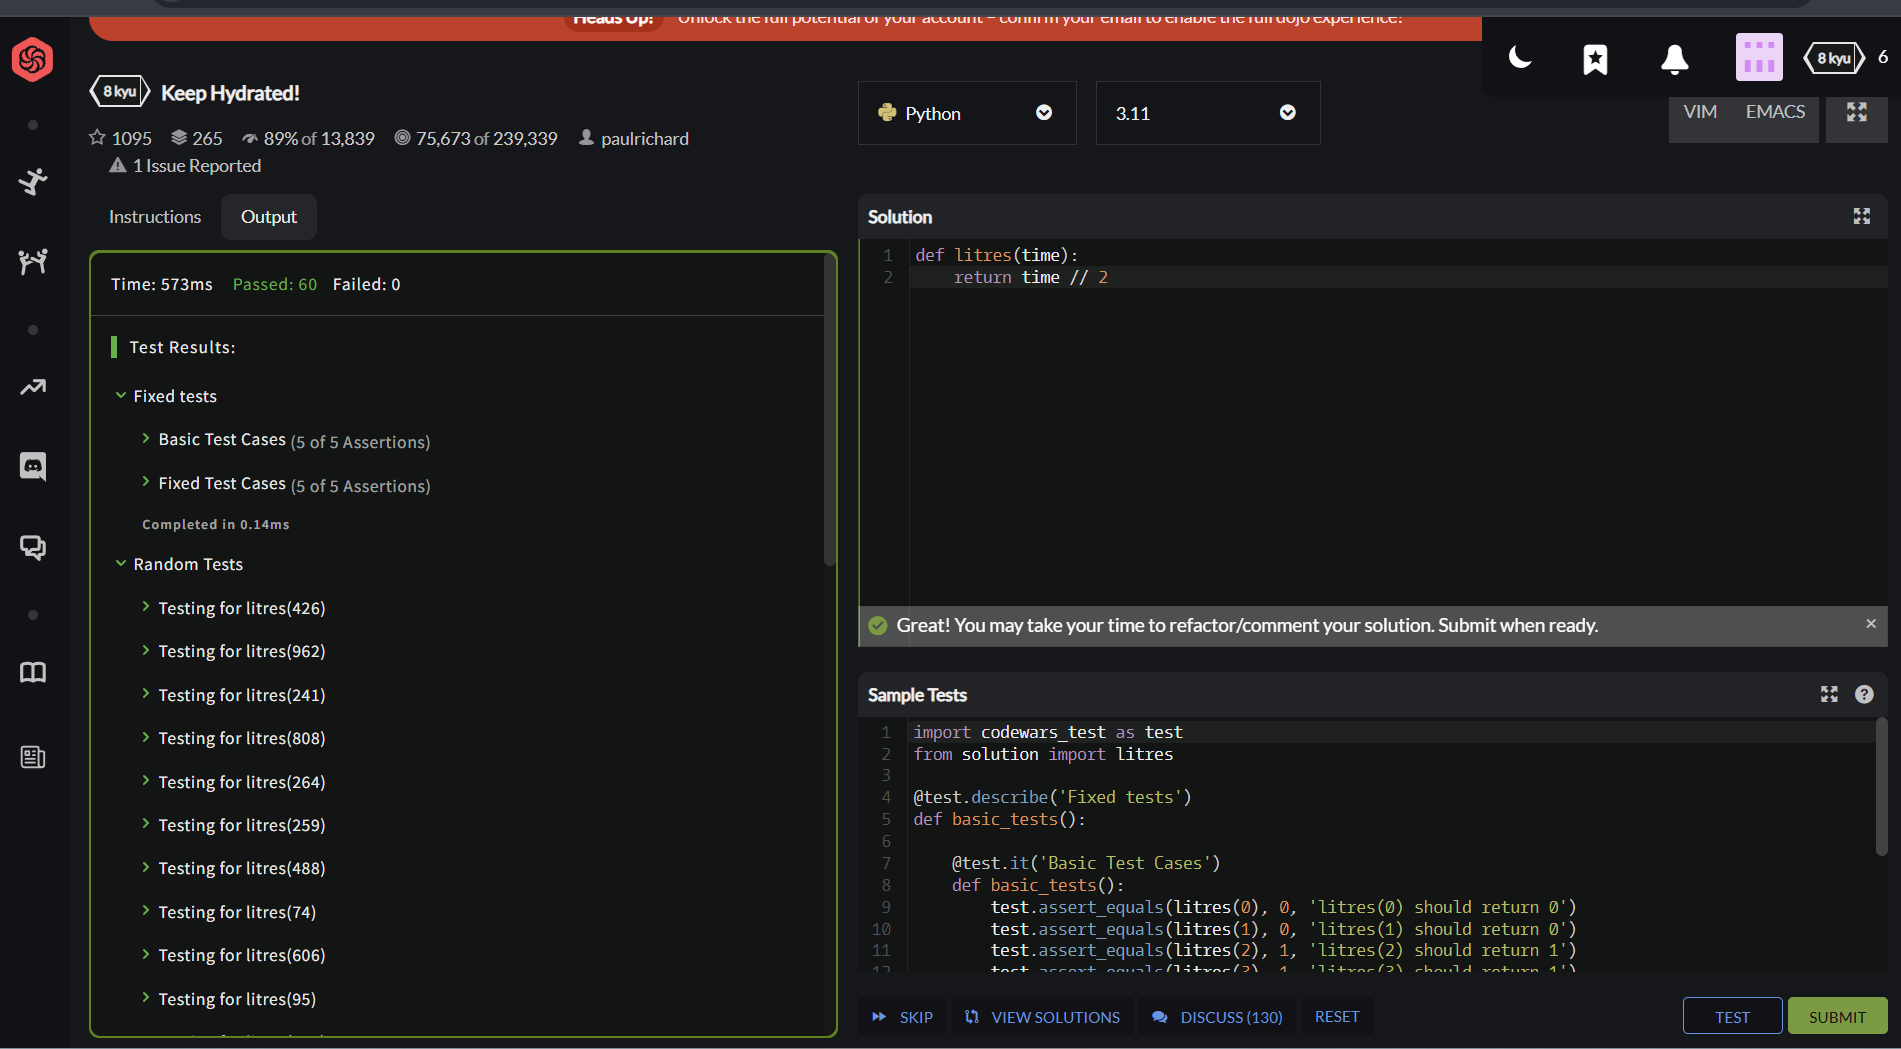 Heads Up! Unlock the full potential of your account – confirm your email to enable the full dojo experience!
8 kyu 6
8 kyu Keep Hydrated!
1095 265 89% of 13,839 75,673 of 239,339 paulrichard
1 Issue Reported
Python 3.11
VIM EMACS
Instructions Output
Time: 573ms Passed: 60 Failed: 0
Test Results:
Fixed tests
Basic Test Cases (5 of 5 Assertions)
Fixed Test Cases (5 of 5 Assertions)
Completed in 0.14ms
Random Tests
Testing for litres(426)
Testing for litres(962)
Testing for litres(241)
Testing for litres(808)
Testing for litres(264)
Testing for litres(259)
Testing for litres(488)
Testing for litres(74)
Testing for litres(606)
Testing for litres(95)
Solution
1 def litres(time):
2     return time // 2
Great! You may take your time to refactor/comment your solution. Submit when ready.
Sample Tests
1 import codewars_test as test
2 from solution import litres
3
4 @test.describe('Fixed tests')
5 def basic_tests():
6
7     @test.it('Basic Test Cases')
8     def basic_tests():
9         test.assert_equals(litres(0), 0, 'litres(0) should return 0')
10         test.assert_equals(litres(1), 0, 'litres(1) should return 0')
11         test.assert_equals(litres(2), 1, 'litres(2) should return 1')
12         test.assert_equals(litres(3), 1, 'litres(3) should return 1')
SKIP VIEW SOLUTIONS DISCUSS (130) RESET TEST SUBMIT